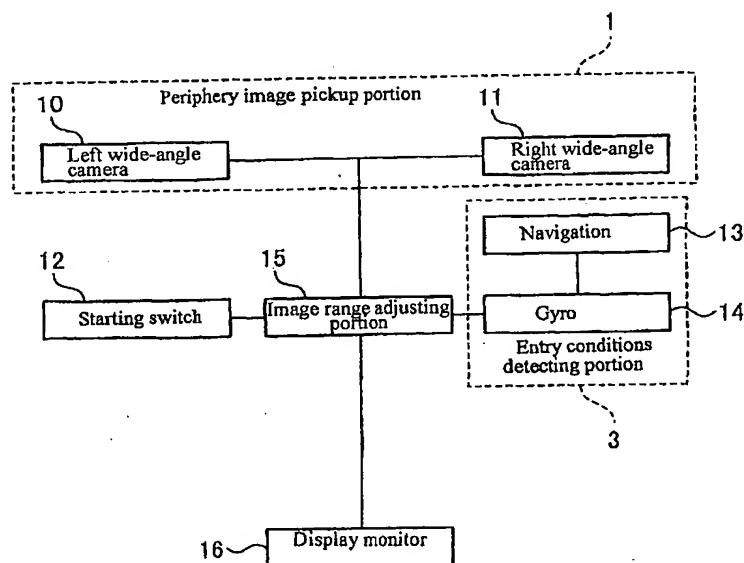 1
Periphery image pickup portion
10
11
Left wide-angle
camera
Right wide-angle
camera
Navigation
13
12
15
Starting switch
Image range adjusting
portion
Gyro
14
Entry conditions
detecting portion
3
Display monitor
16